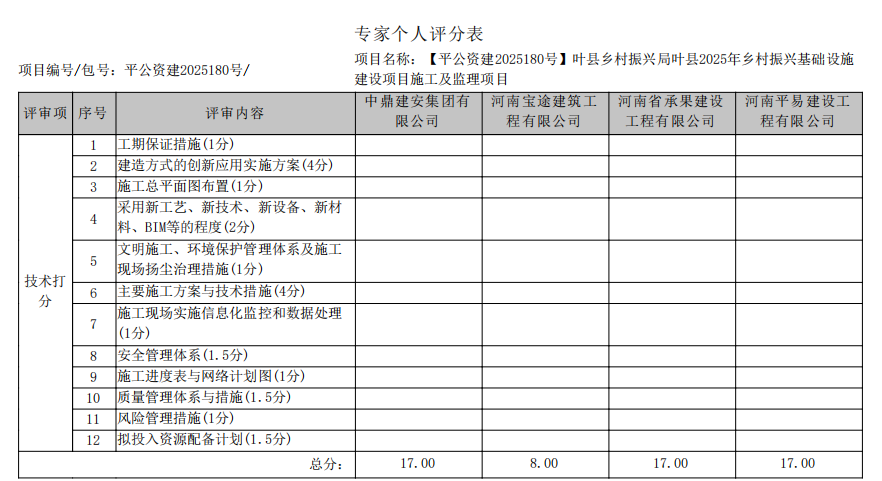 专家个人评分表
项目编号/包号: 平公资建2025180号/
项目名称: 【平公资建2025180号】叶县乡村振兴局叶县2025年乡村振兴基础设施
建设项目施工及监理项目
评审项 序号 评审内容 中鼎建安集团有 河南宝途建筑工 河南省承果建设 河南平易建设工
限公司 程有限公司 工程有限公司 程有限公司
技术打
分
1 工期保证措施(1分)
2 建造方式的创新应用实施方案(4分)
3 施工总平面图布置(1分)
4 采用新工艺、新技术、新设备、新材
料、BIM等的程度(2分)
5 文明施工、环境保护管理体系及施工
现场扬尘治理措施(1分)
6 主要施工方案与技术措施(4分)
7 施工现场实施信息化监控和数据处理
(1分)
8 安全管理体系(1.5分)
9 施工进度表与网络计划图(1分)
10 质量管理体系与措施(1.5分)
11 风险管理措施(1分)
12 拟投入资源配备计划(1.5分)
总分: 17.00 8.00 17.00 17.00